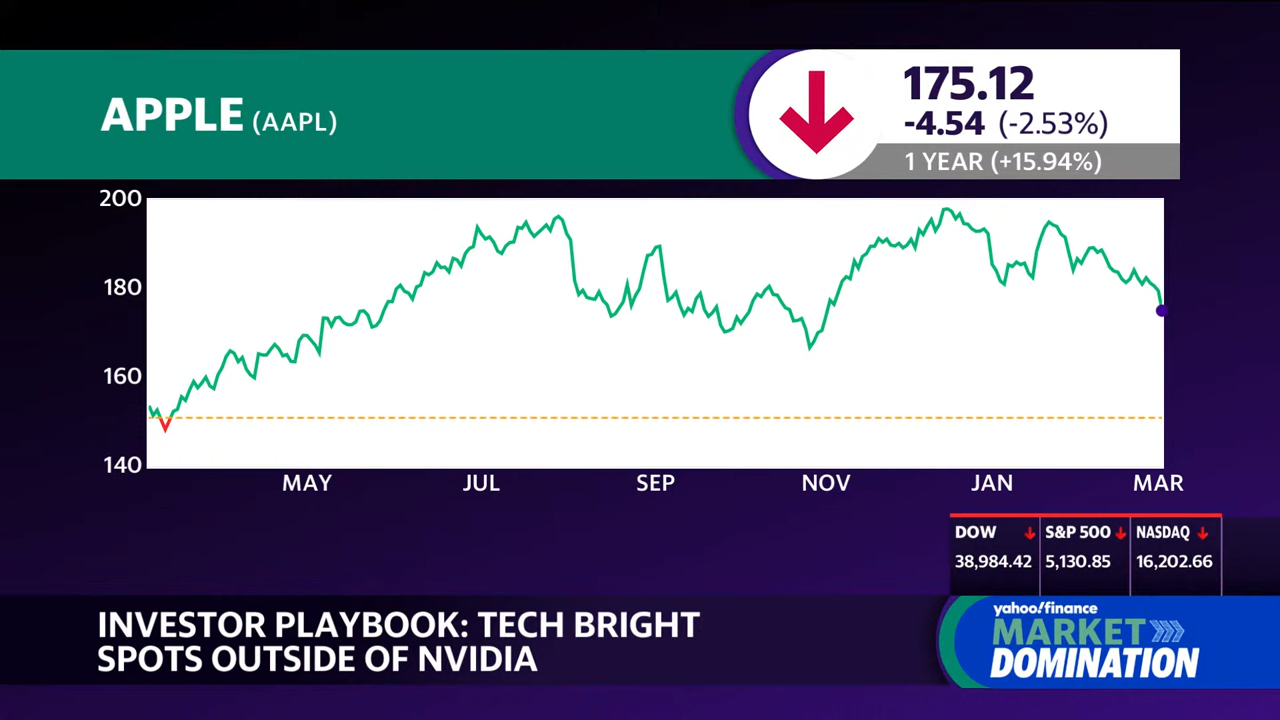 APPLE (AAPL)
175.12
-4.54 (-2.53%)
1 YEAR (+15.94%)
200
180
160
140
MAY JUL SEP NOV JAN MAR
DOW S&P 500 NASDAQ
38,984.42 5,130.85 16,202.66
INVESTOR PLAYBOOK: TECH BRIGHT
SPOTS OUTSIDE OF NVIDIA
yahoo!finance
MARKET
DOMINATION